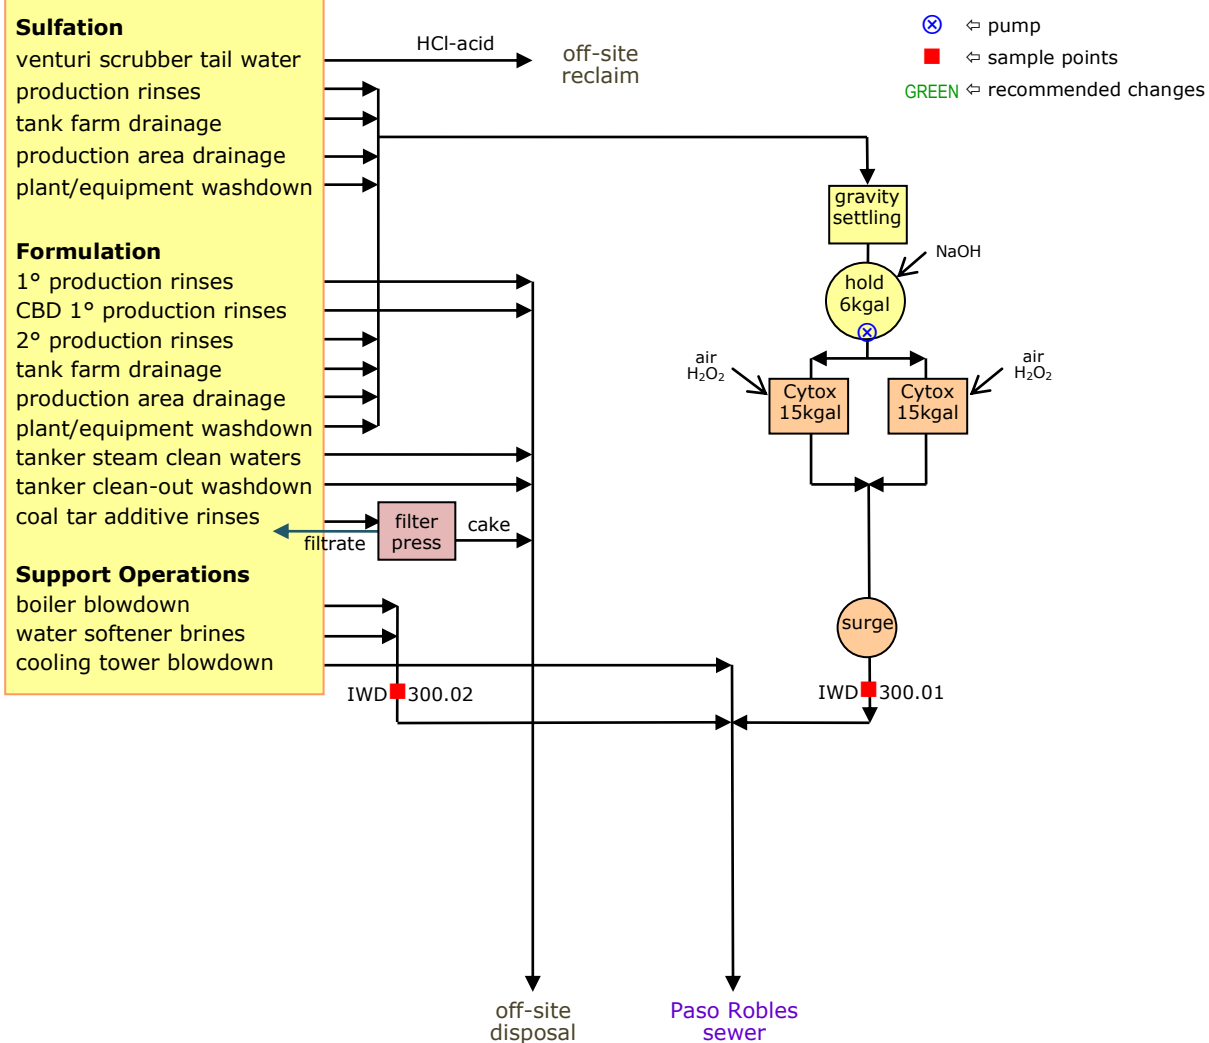 Sulfation
venturi scrubber tail water
production rinses
tank farm drainage
production area drainage
plant/equipment washdown
Formulation
1° production rinses
CBD 1° production rinses
2° production rinses
tank farm drainage
production area drainage
plant/equipment washdown
tanker steam clean waters
tanker clean-out washdown
coal tar additive rinses
Support Operations
boiler blowdown
water softener brines
cooling tower blowdown
HCl-acid
off-site
reclaim
⇦ pump
⇦ sample points
GREEN ⇦ recommended changes
gravity
settling
NaOH
hold
6kgal
air
H₂O₂
air
H₂O₂
Cytox
15kgal
Cytox
15kgal
filter
press
cake
filtrate
surge
IWD 300.02
IWD 300.01
off-site
disposal
Paso Robles
sewer